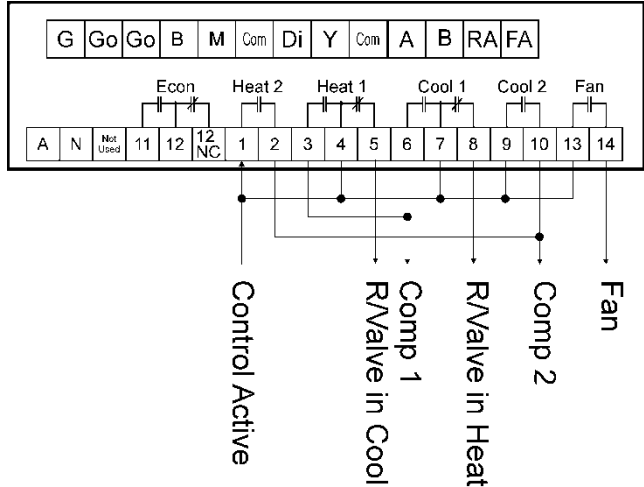 G Go Go B M Com Di Y Com A B RA FA
Econ Heat 2 Heat 1 Cool 1 Cool 2 Fan
A N Not Used 11 12 12 NC 1 2 3 4 5 6 7 8 9 10 13 14
Control Active
R/Valve in Cool
Comp 1
R/Valve in Heat
Comp 2
Fan